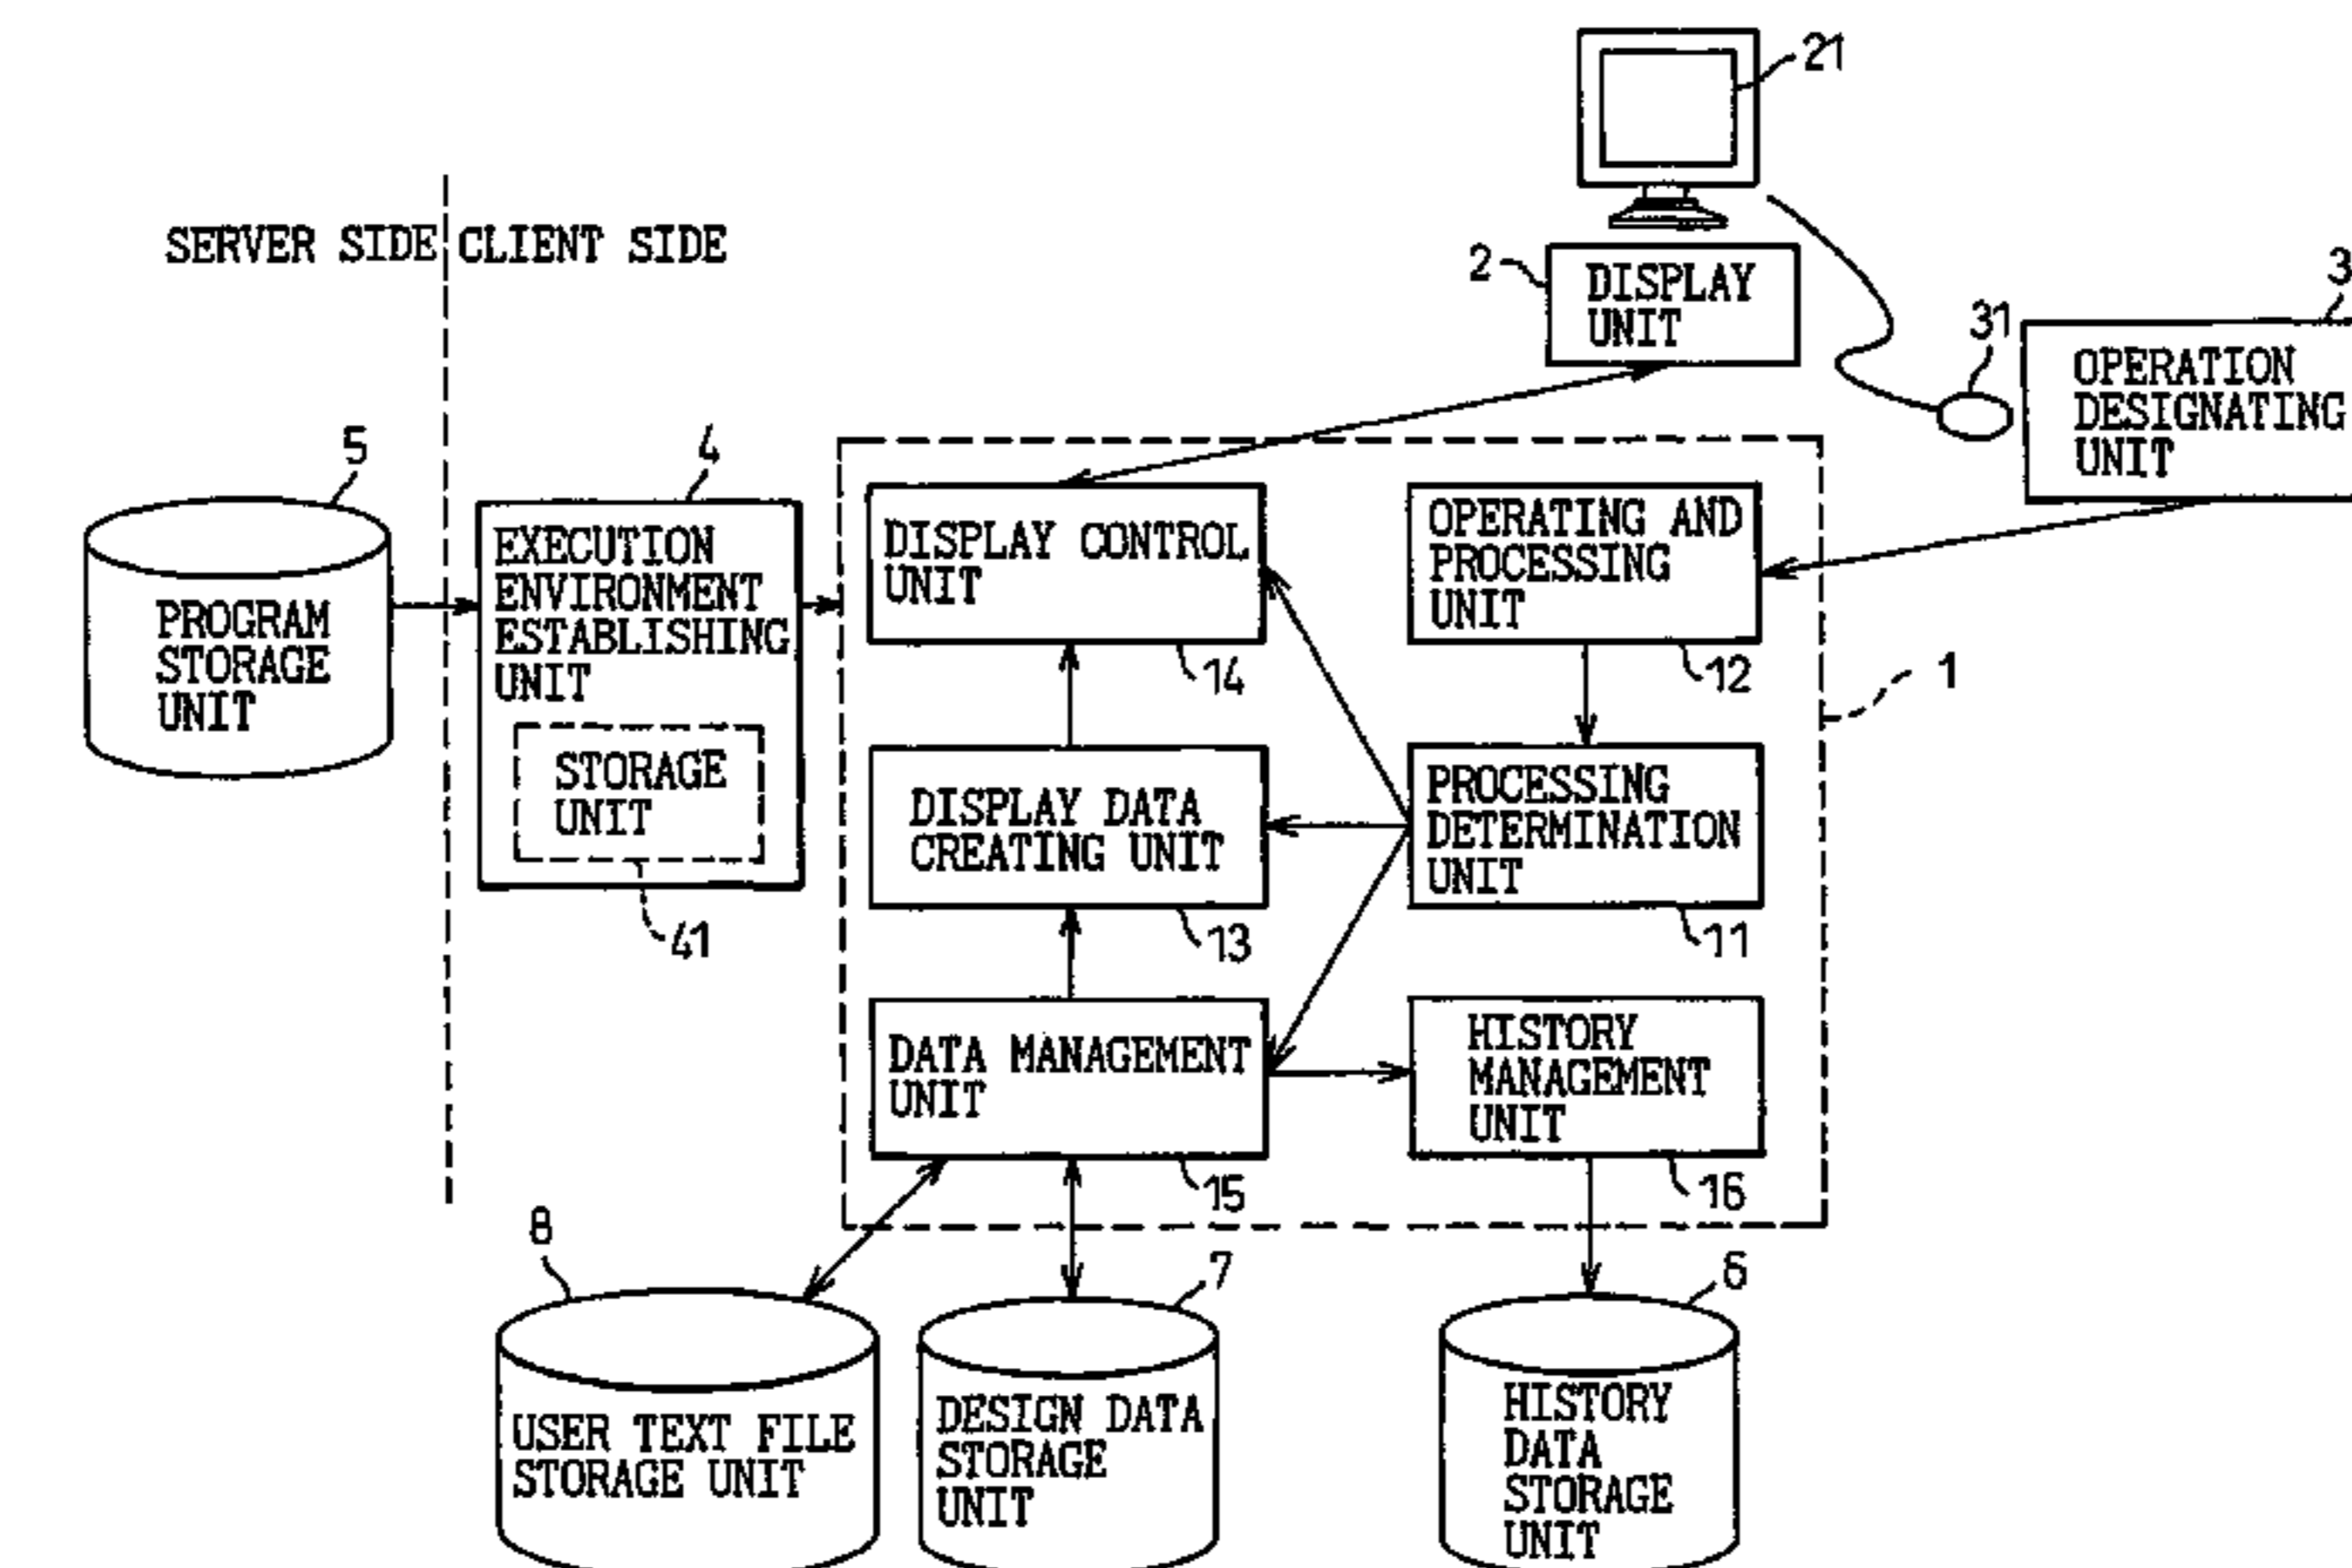 21
SERVER SIDE
CLIENT SIDE
2
DISPLAY
UNIT
31
3
OPERATION
DESIGNATING
UNIT
5
PROGRAM
STORAGE
UNIT
4
EXECUTION
ENVIRONMENT
ESTABLISHING
UNIT
STORAGE
UNIT
41
DISPLAY CONTROL
UNIT
14
OPERATING AND
PROCESSING
UNIT
12
1
DISPLAY DATA
CREATING UNIT
13
PROCESSING
DETERMINATION
UNIT
11
DATA MANAGEMENT
UNIT
15
HISTORY
MANAGEMENT
UNIT
16
8
USER TEXT FILE
STORAGE UNIT
7
DESIGN DATA
STORAGE
UNIT
6
HISTORY
DATA
STORAGE
UNIT